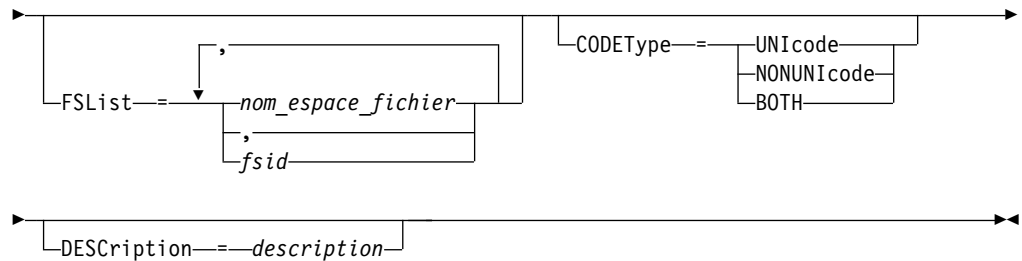 ,
CODEType = UNIcode
NONUNIcode
BOTH
FSList = nom_espace_fichier
,
fsid
DESCription = description